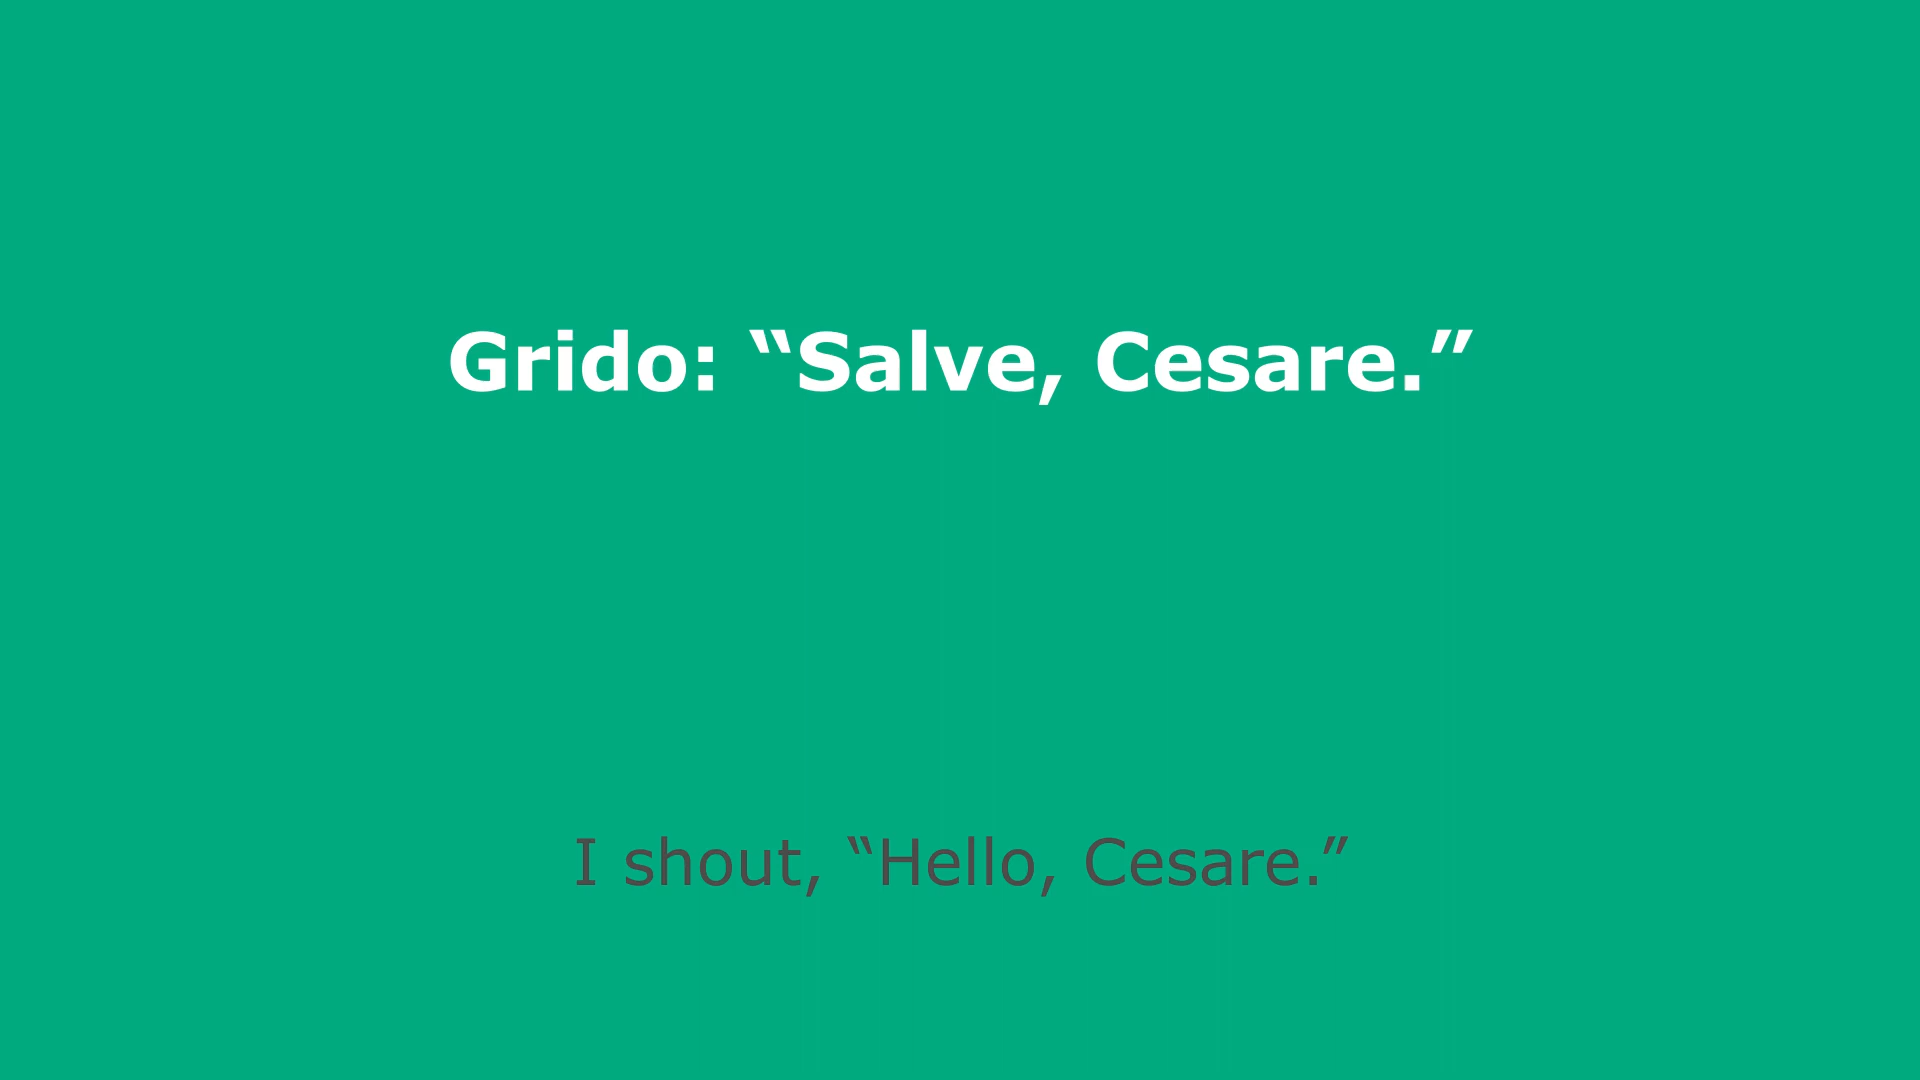 Grido: “Salve, Cesare.”
I shout, “Hello, Cesare.”